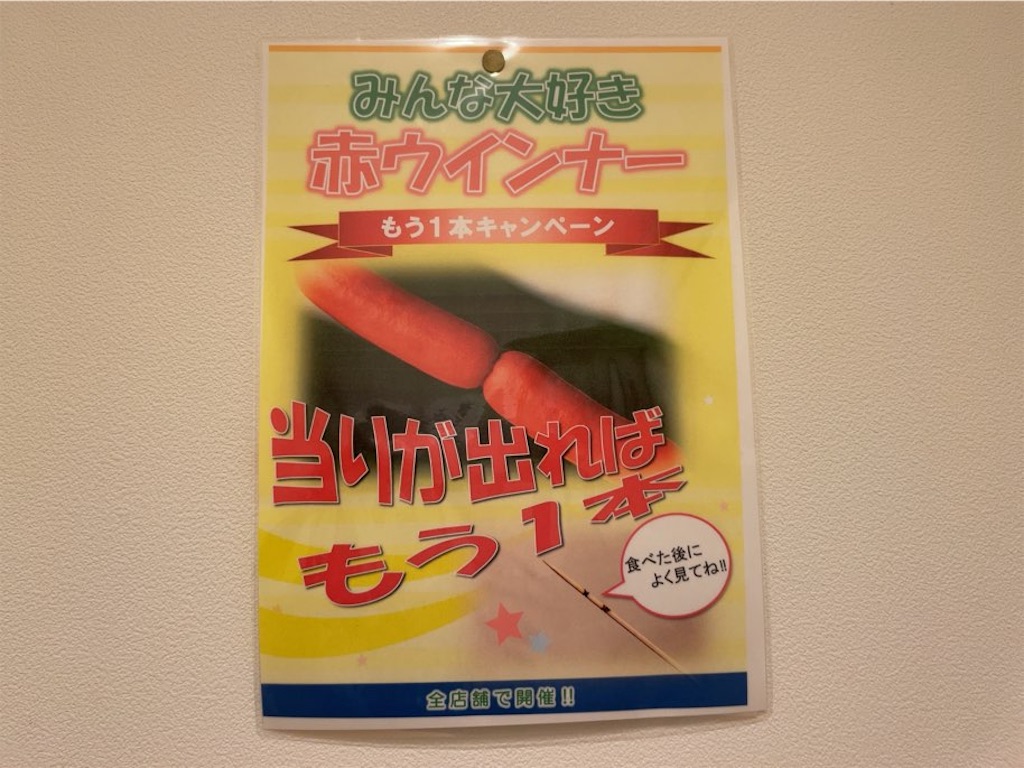 みんな大好き
赤ウインナー
もう1本キャンペーン
当りが出れば
もう1本
食べた後に
よく見てね!!
全店舗で開催!!